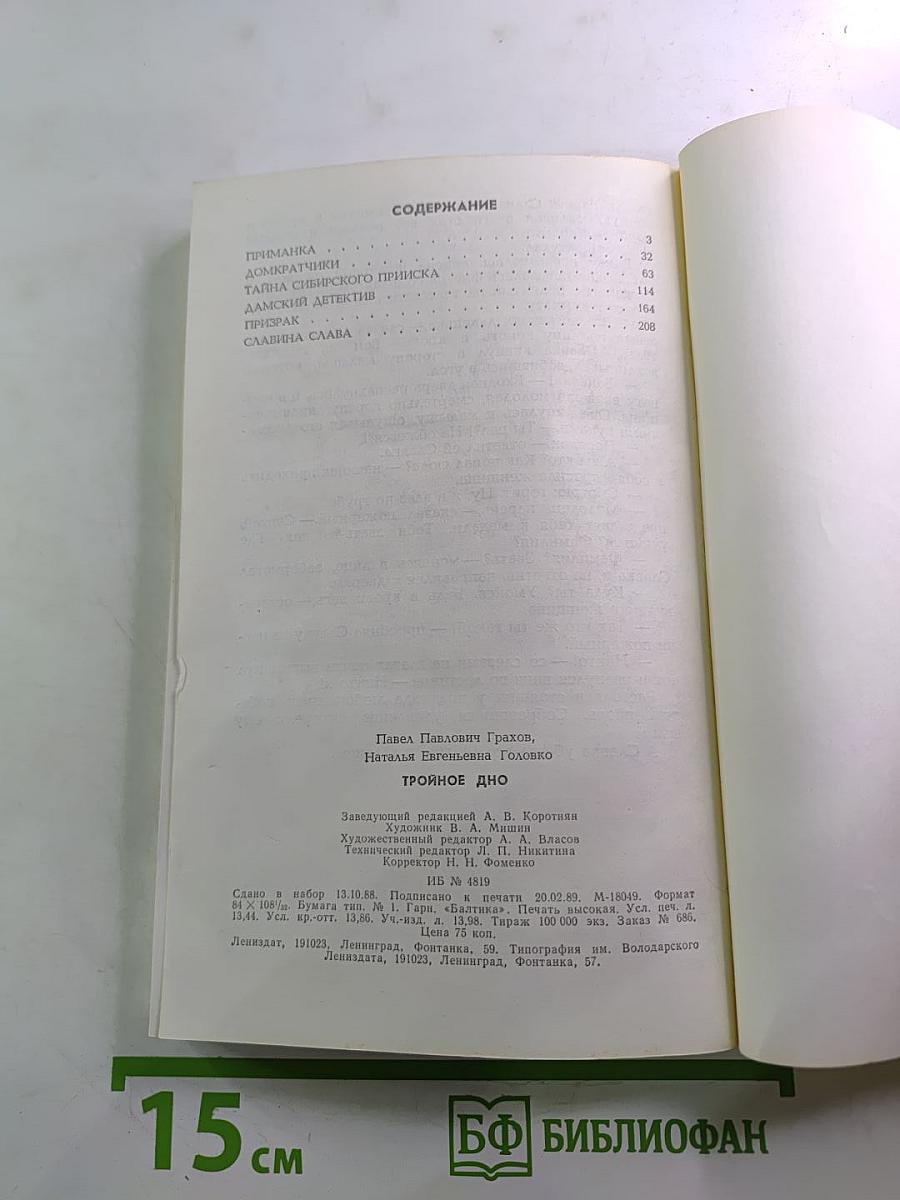 СОДЕРЖАНИЕ
ПРИМАНКА . . . . . . . . . . . . . . . . . . . . 3
ДОМКРАТЧИКИ . . . . . . . . . . . . . . . . . . 32
ТАЙНА СИБИРСКОГО ПРИИСКА . . . . . . . . . . . 63
ДАМСКИЙ ДЕТЕКТИВ . . . . . . . . . . . . . . . 114
ПРИЗРАК . . . . . . . . . . . . . . . . . . . . 164
СЛАВИНА СЛАВА . . . . . . . . . . . . . . . . . 208
Павел Павлович Грахов,
Наталья Евгеньевна Головко
ТРОЙНОЕ ДНО
Заведующий редакцией А. В. Коротнян
Художник В. А. Мишин
Художественный редактор А. А. Власов
Технический редактор Л. П. Никитина
Корректор Н. Н. Фоменко
ИБ № 4819
Сдано в набор 13.10.88. Подписано к печати 20.02.89. М-18049. Формат
84 × 108¹/₃₂. Бумага тип. № 1. Гарн. «Балтика». Печать высокая. Усл. печ. л.
13,44. Усл. кр.-отт. 13,86. Уч.-изд. л. 13,98. Тираж 100 000 экз. Заказ № 686.
Цена 75 коп.
Лениздат, 191023, Ленинград, Фонтанка, 59. Типография им. Володарского
Лениздата, 191023, Ленинград, Фонтанка, 57.
15 см
БФ БИБЛИОФАН